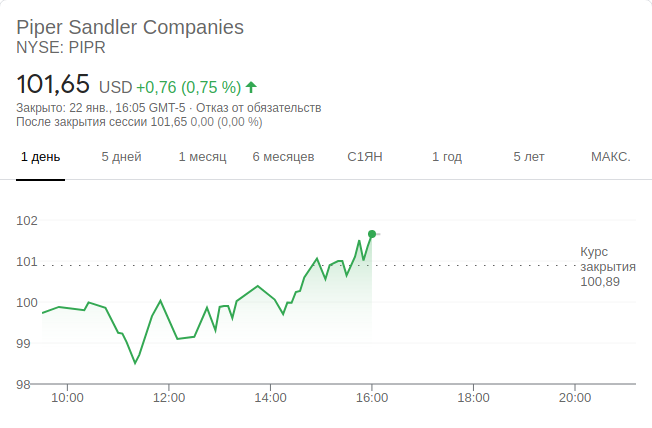 Piper Sandler Companies
NYSE: PIPR
101,65 USD +0,76 (0,75 %)
Закрыто: 22 янв., 16:05 GMT-5 · Отказ от обязательств
После закрытия сессии 101,65 0,00 (0,00 %)
1 день 5 дней 1 месяц 6 месяцев С1ЯН 1 год 5 лет МАКС.
102
101
100
99
98
Курс
закрытия
100,89
10:00 12:00 14:00 16:00 18:00 20:00